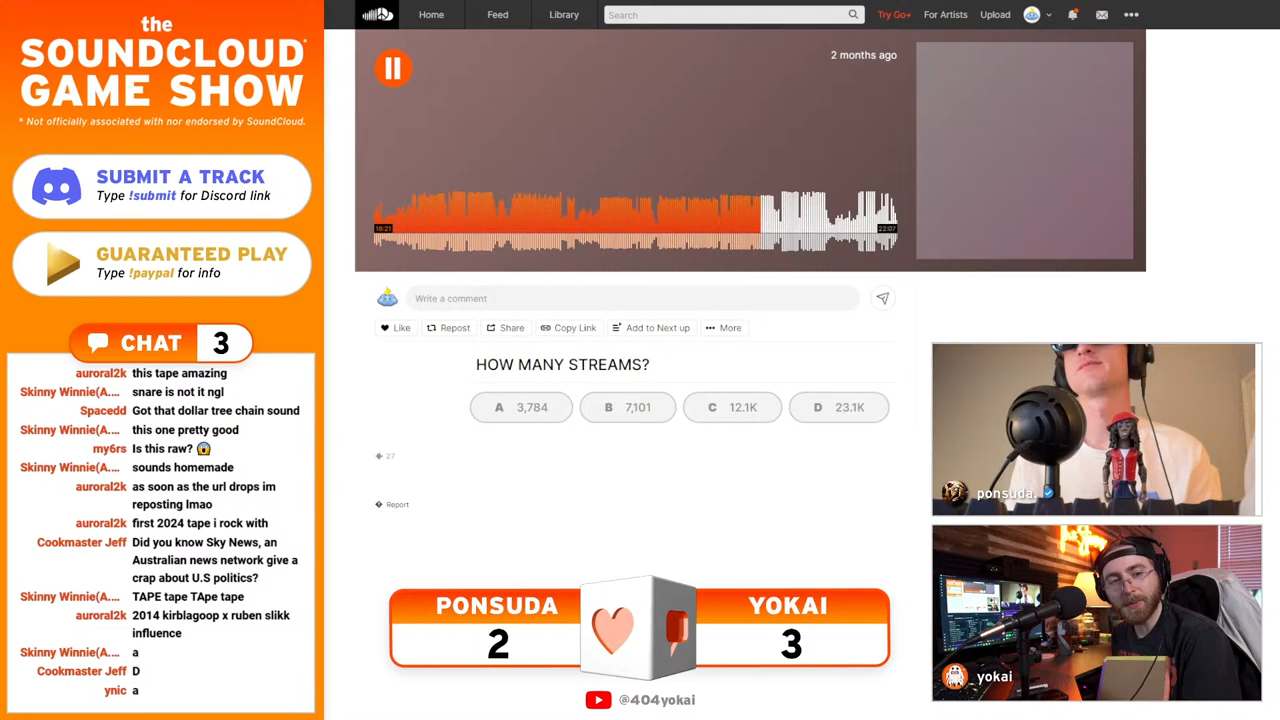 the
SOUNDCLOUD
GAME SHOW
* Not officially associated with nor endorsed by SoundCloud.
SUBMIT A TRACK
Type !submit for Discord link
GUARANTEED PLAY
Type !paypal for info
CHAT 3
auroral2k this tape amazing
Skinny Winnie(A.... snare is not it ngl
Spacedd Got that dollar tree chain sound
Skinny Winnie(A.... this one pretty good
my6rs Is this raw? 😱
Skinny Winnie(A.... sounds homemade
auroral2k as soon as the url drops im
reposting lmao
auroral2k first 2024 tape i rock with
Cookmaster Jeff Did you know Sky News, an
Australian news network give a
crap about U.S politics?
Skinny Winnie(A.... TAPE tape TApe tape
auroral2k 2014 kirblagoop x ruben slikk
influence
Skinny Winnie(A.... a
Cookmaster Jeff D
ynic a
Home Feed Library Search Try Go+ For Artists Upload
2 months ago
16:21 22:07
Write a comment
Like Repost Share Copy Link Add to Next up More
HOW MANY STREAMS?
A 3,784 B 7,101 C 12.1K D 23.1K
27
Report
ponsuda.
yokai
PONSUDA YOKAI
2 3
@404yokai